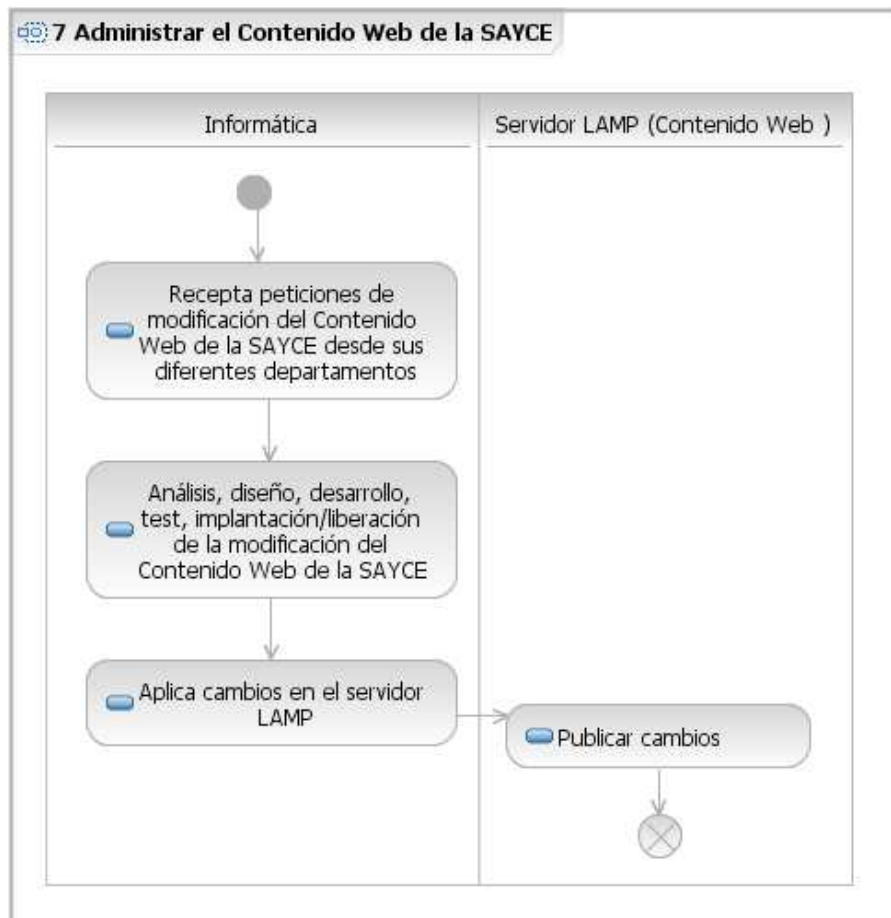 7 Administrar el Contenido Web de la SAYCE
Informática
Servidor LAMP (Contenido Web )
Recepta peticiones de
modificación del Contenido
Web de la SAYCE desde sus
diferentes departamentos
Análisis, diseño, desarrollo,
test, implantación/liberación
de la modificación del
Contenido Web de la SAYCE
Aplica cambios en el servidor
LAMP
Publicar cambios